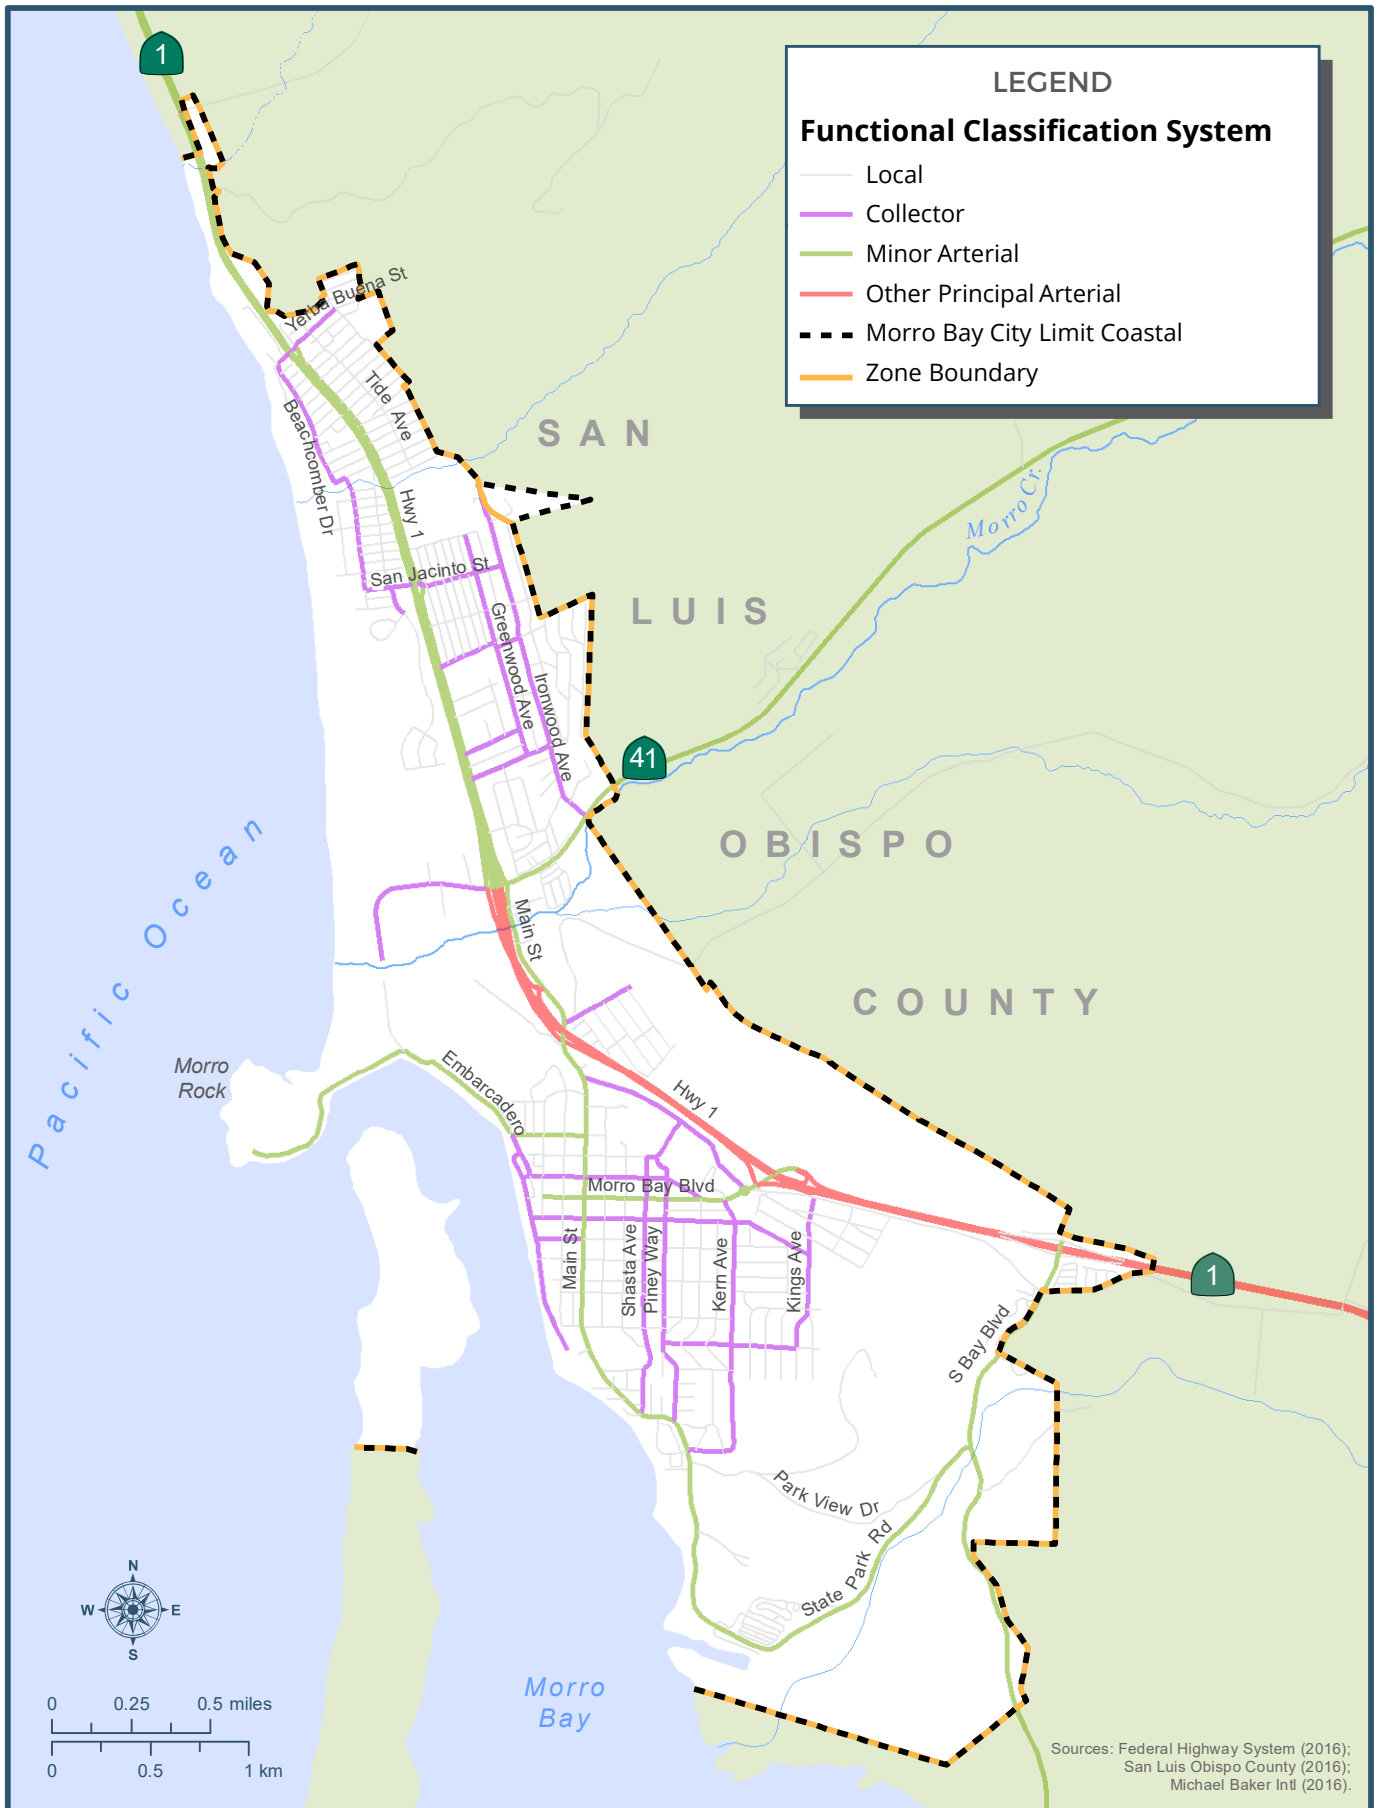 1
LEGEND
Functional Classification System
Local
Collector
Minor Arterial
Other Principal Arterial
Morro Bay City Limit Coastal
Zone Boundary
Yerba Buena St
Tide Ave
Beachcomber Dr
SAN
Hwy 1
Morro Cr.
San Jacinto St
LUIS
Greenwood Ave
Ironwood Ave
41
OBISPO
Pacific Ocean
Main St
COUNTY
Morro
Rock
Embarcadero
Hwy 1
Morro Bay Blvd
Main St
Shasta Ave
Piney Way
Kern Ave
Kings Ave
1
S Bay Blvd
Park View Dr
State Park Rd
N
W
E
S
Morro
Bay
0 0.25 0.5 miles
0 0.5 1 km
Sources: Federal Highway System (2016);
San Luis Obispo County (2016);
Michael Baker Intl (2016).